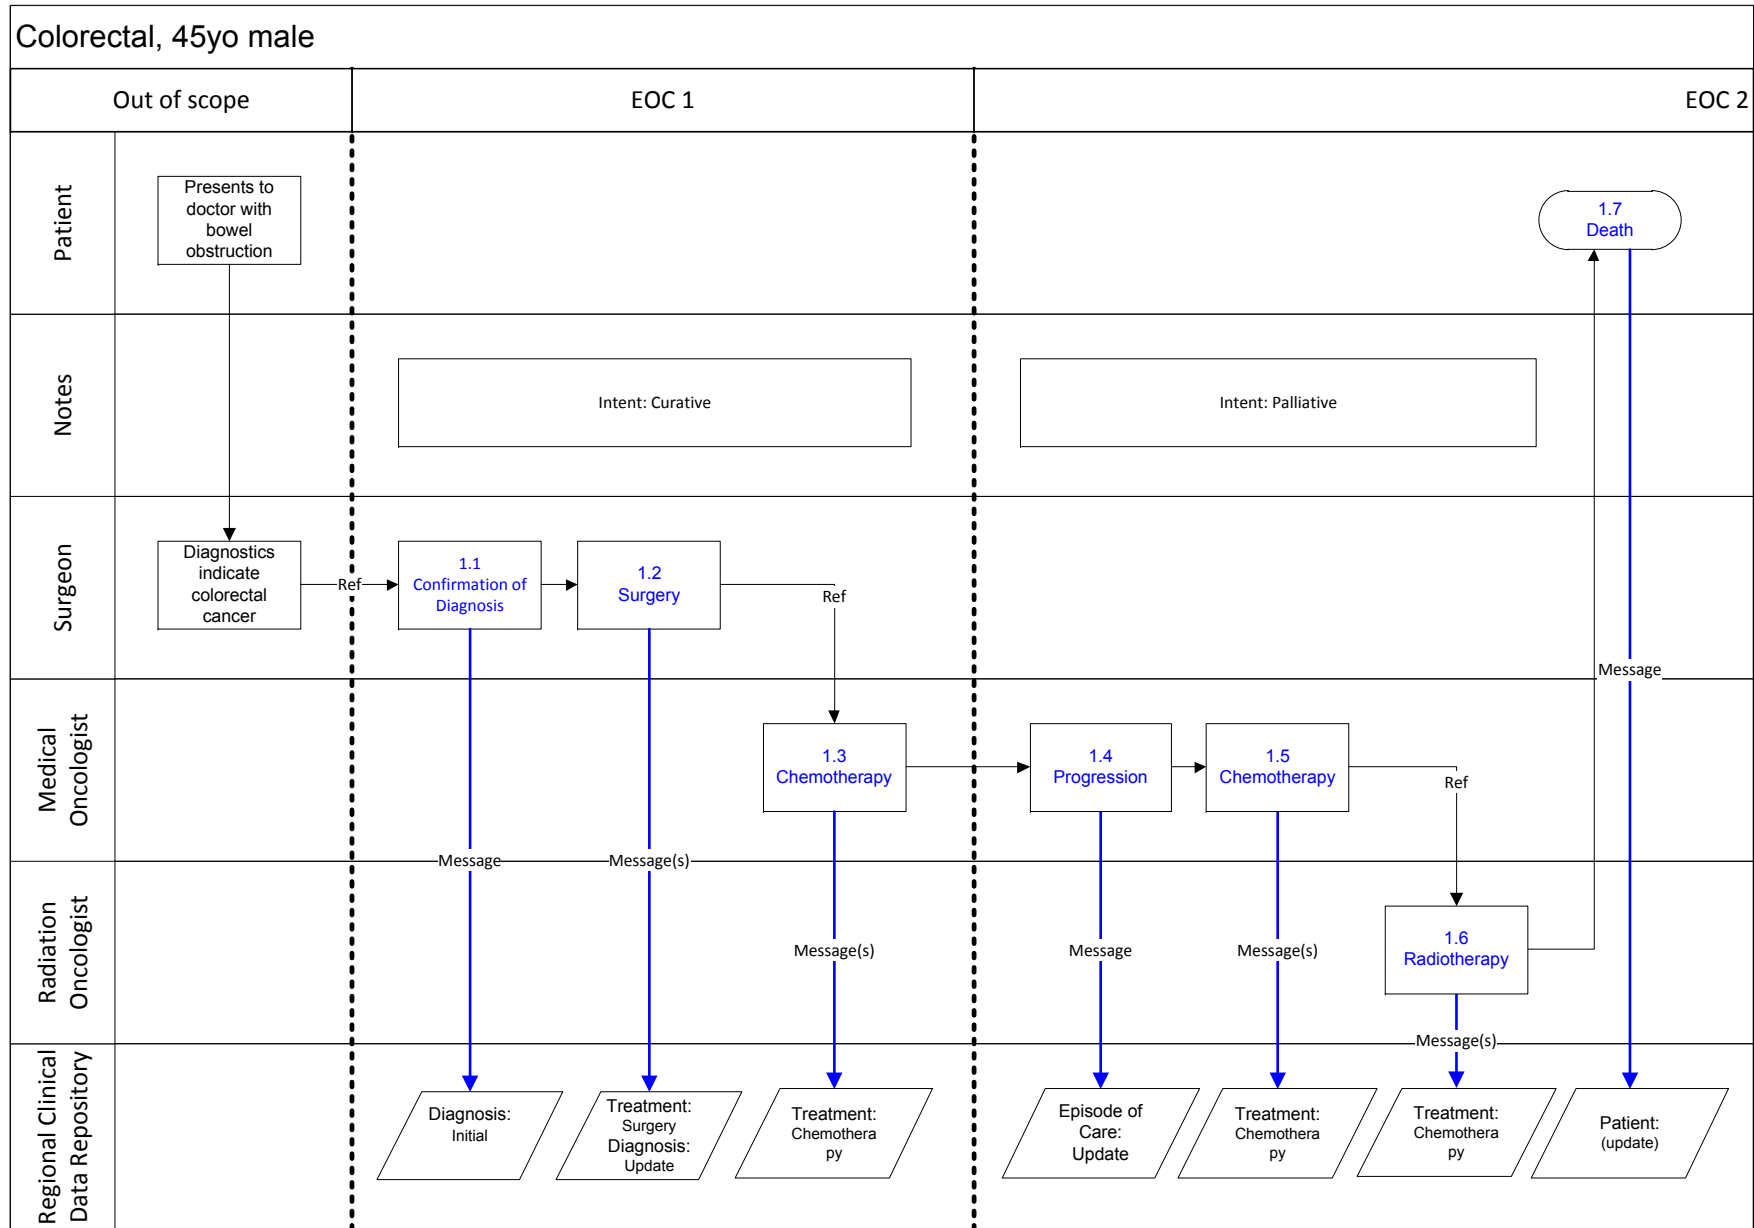 Colorectal, 45yo male
Out of scope
EOC 1
EOC 2
Patient
Presents to
doctor with
bowel
obstruction
1.7
Death
Notes
Intent: Curative
Intent: Palliative
Surgeon
Diagnostics
indicate
colorectal
cancer
Ref
1.1
Confirmation of
Diagnosis
1.2
Surgery
Ref
Message
Medical
Oncologist
1.3
Chemotherapy
1.4
Progression
1.5
Chemotherapy
Ref
Message
Message(s)
Radiation
Oncologist
Message(s)
Message
Message(s)
1.6
Radiotherapy
Message(s)
Regional Clinical
Data Repository
Diagnosis:
Initial
Treatment:
Surgery
Diagnosis:
Update
Treatment:
Chemothera
py
Episode of
Care:
Update
Treatment:
Chemothera
py
Treatment:
Chemothera
py
Patient:
(update)